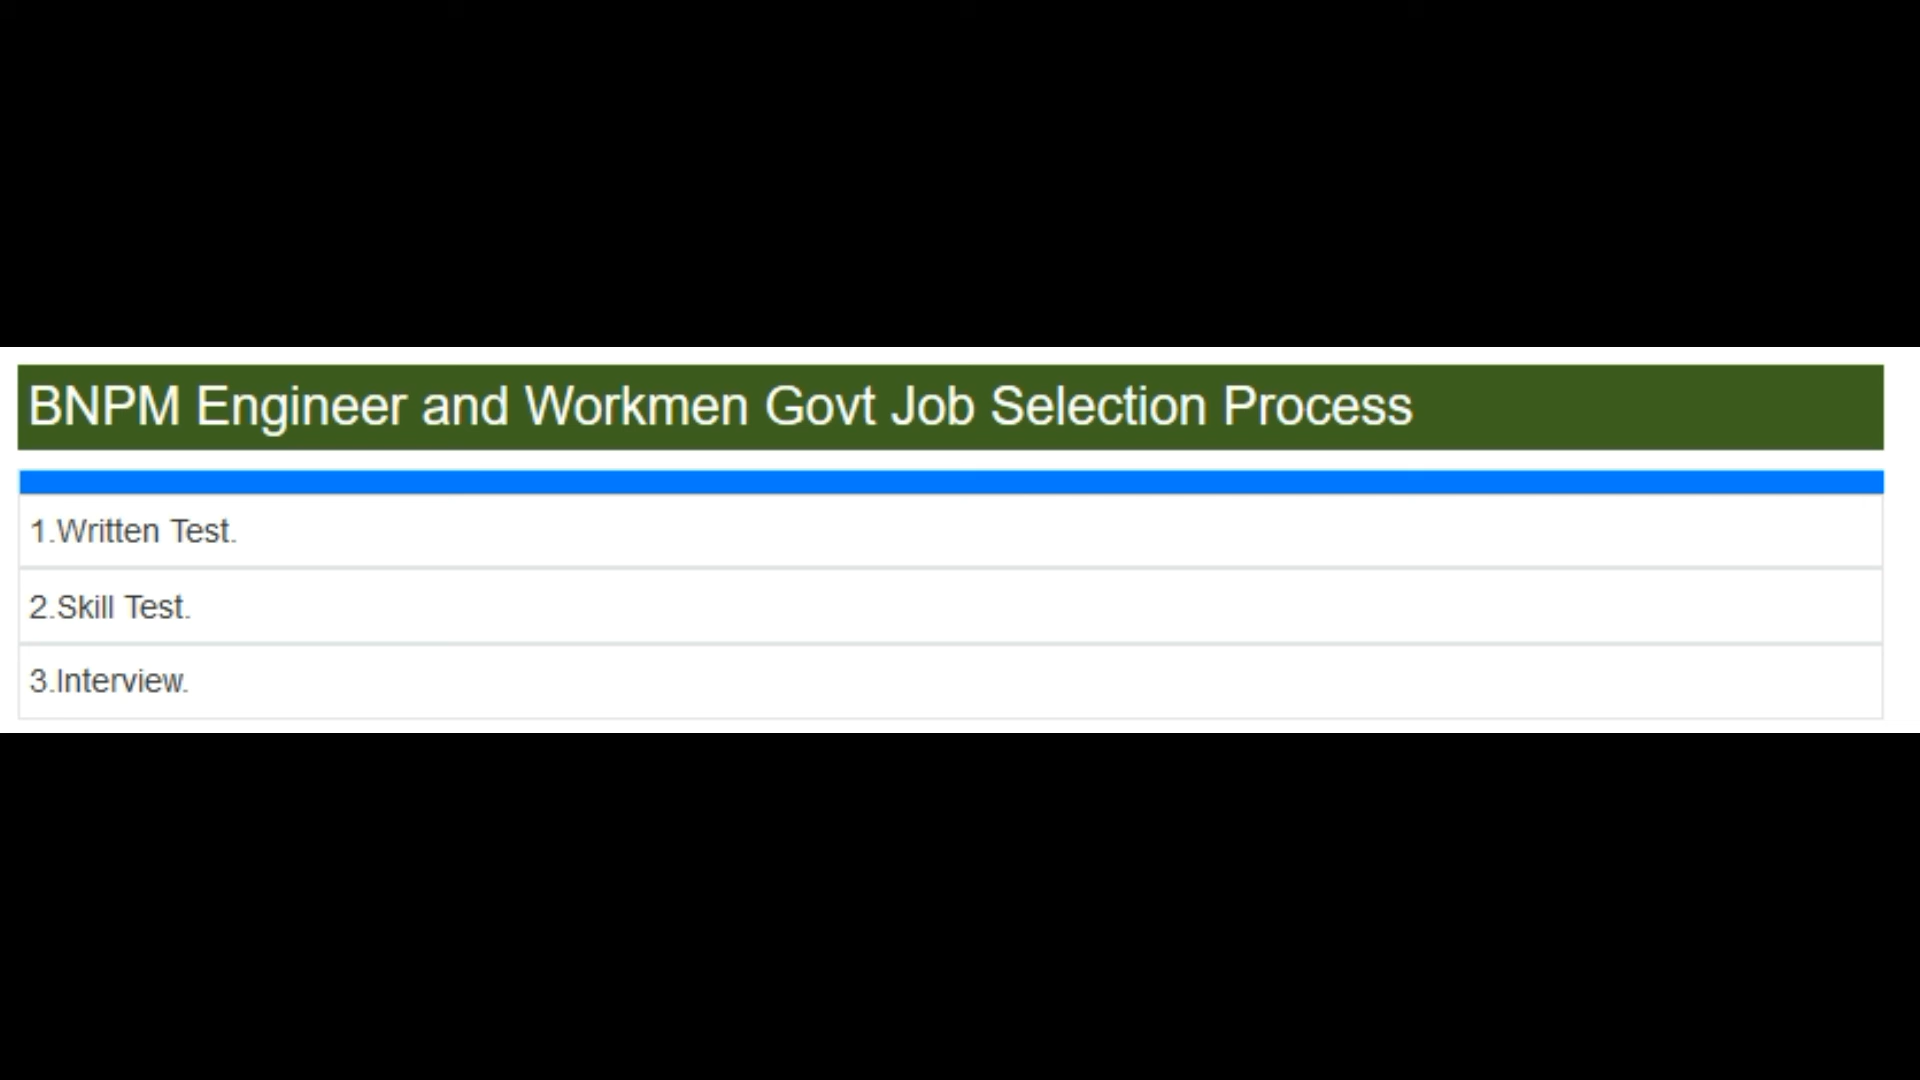 BNPM Engineer and Workmen Govt Job Selection Process
1.Written Test.
2.Skill Test.
3.Interview.